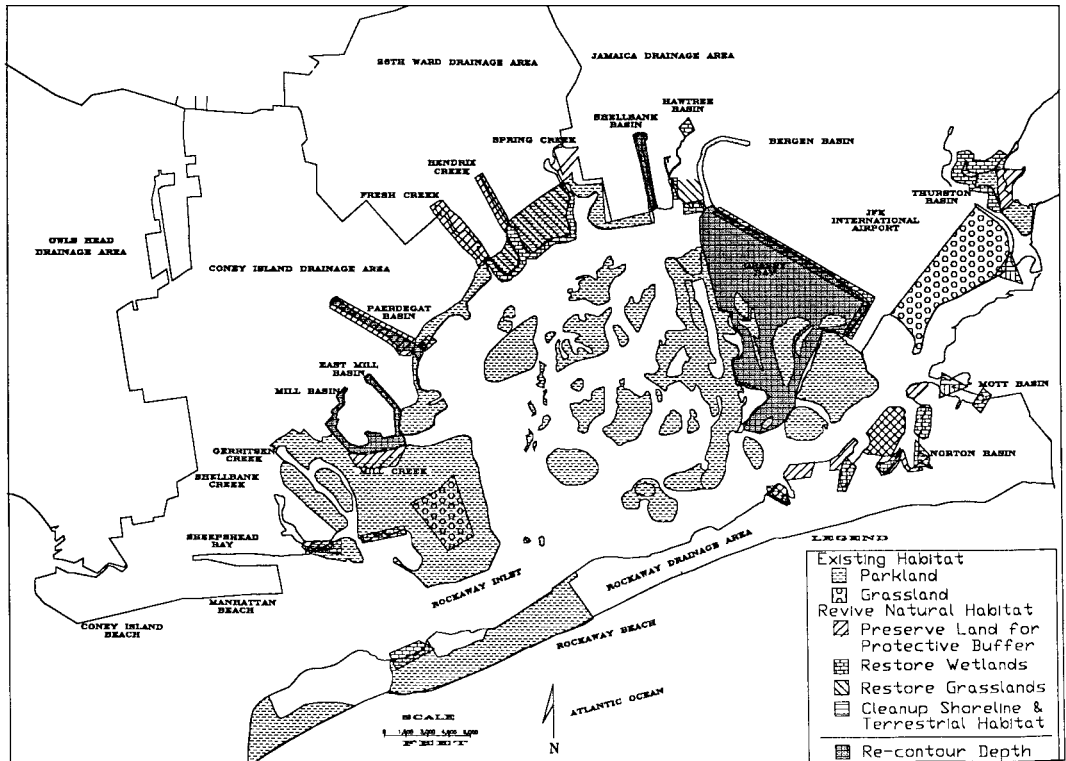 26TH WARD DRAINAGE AREA
JAMAICA DRAINAGE AREA
HAWTREE
BASIN
SHELLBANK
BASIN
SPRING CREEK
BERGEN BASIN
HENDRIX
CREEK
FRESH CREEK
THURSTON
BASIN
JFK
INTERNATIONAL
AIRPORT
OWLS HEAD
DRAINAGE AREA
CONEY ISLAND DRAINAGE AREA
PAERDEGAT
BASIN
EAST MILL
BASIN
MILL BASIN
MOTT BASIN
GERRITSEN
CREEK
MILL CREEK
NORTON BASIN
SHELLBANK
CREEK
SHEEPSHEAD
BAY
MANHATTAN
BEACH
CONEY ISLAND
BEACH
ROCKAWAY INLET
ROCKAWAY DRAINAGE AREA
ROCKAWAY BEACH
ATLANTIC OCEAN
SCALE
FEET
N
LEGEND
Existing Habitat
Parkland
Grassland
Revive Natural Habitat
Preserve Land for
Protective Buffer
Restore Wetlands
Restore Grasslands
Cleanup Shoreline &
Terrestrial Habitat
Re-contour Depth